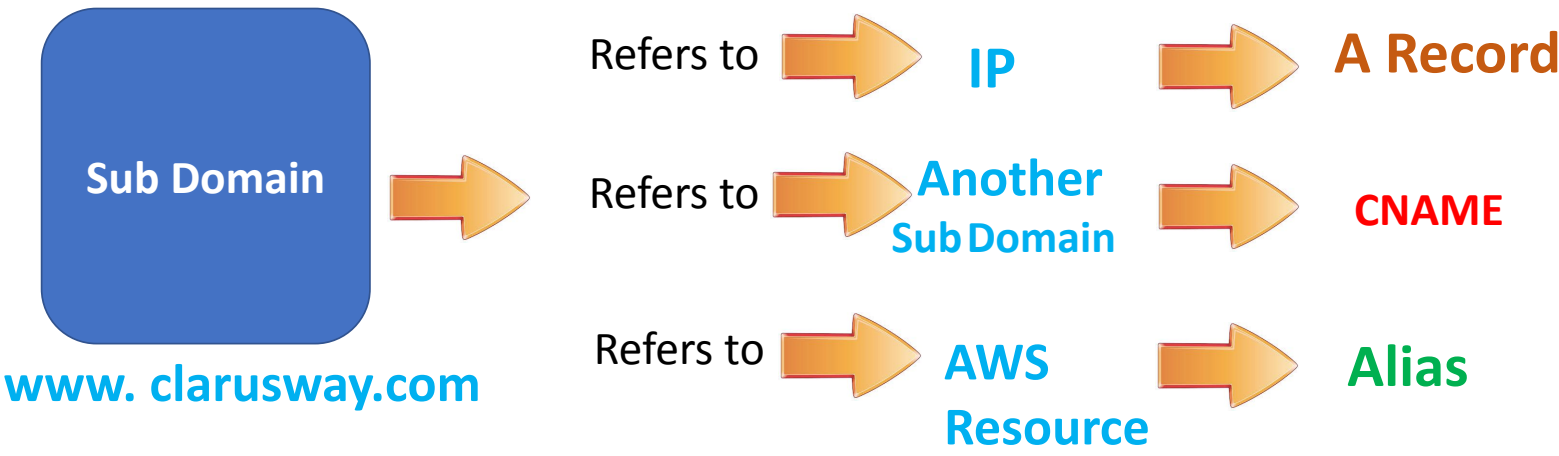 Sub Domain
www. clarusway.com
Refers to
IP
A Record
Refers to
Another
Sub Domain
CNAME
Refers to
AWS
Resource
Alias